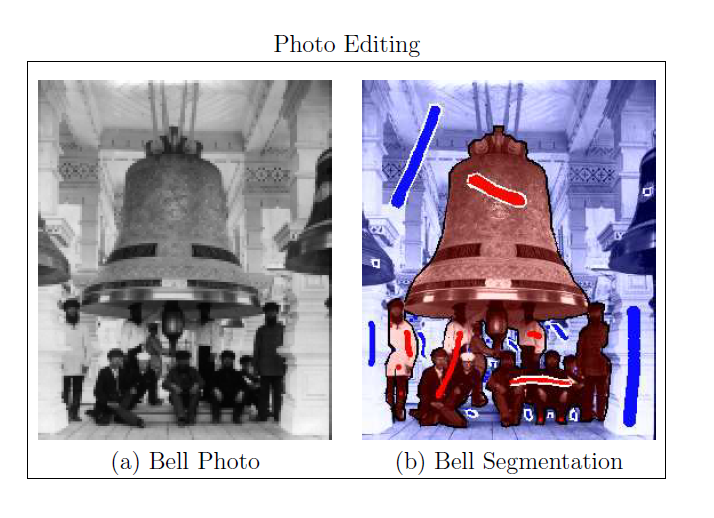 Photo Editing
(a) Bell Photo
(b) Bell Segmentation